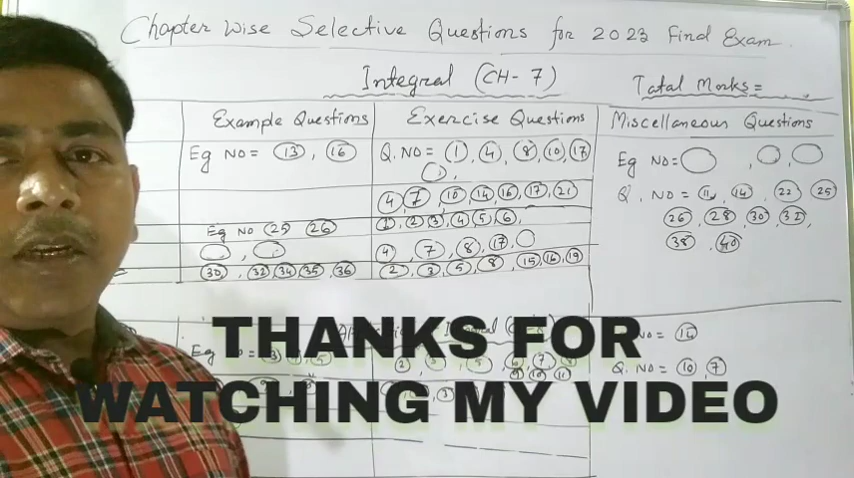 Chapter Wise Selective Questions for 2023 Final Exam
Integral (CH-7)
Tatal Marks=
Example Questions
Exercise Questions
Miscellaneous Questions
Eg NO= 13, 16
Q.NO= 1, 4, 8, 10, 17
Eg NO=
4 7 10 14 16 17 21
Q. NO = 11, 14, 22 25
Eg NO 25 26
1, 2 3, 4 5 6,
26, 28, 30, 32,
4, 7, 8, 17,
38, 40
30, 32 34 35, 36
2, 3, 5, 8, 15, 16, 19
NO= 14
Q. NO= 10, 7
THANKS FOR
WATCHING MY VIDEO